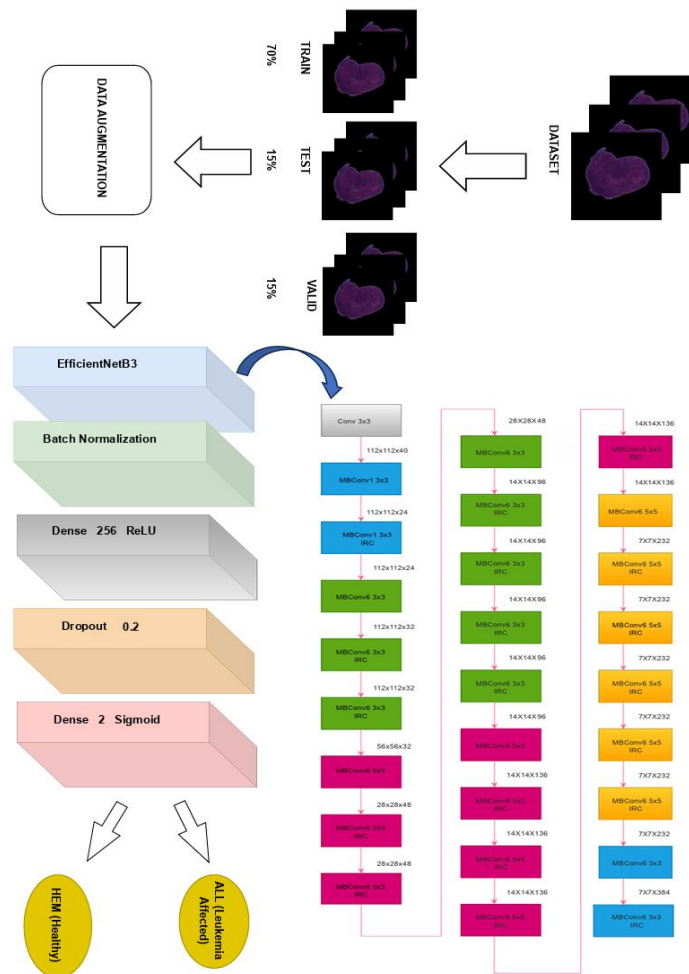 DATASET
TRAIN
70%
TEST
15%
VALID
15%
DATA AUGMENTATION
EfficientNetB3
Batch Normalization
Dense 256 ReLU
Dropout 0.2
Dense 2 Sigmoid
HEM (Healthy)
ALL (Leukemia
Affected)
Conv 3x3
112x112x40
MBConv1 3x3
112x112x24
MBConv1 3x3
IRC
112x112x24
MBConv6 3x3
112x112x32
MBConv6 3x3
IRC
112x112x32
MBConv6 3x3
IRC
56x56x32
MBConv6 5x5
28x28x48
MBConv6 5x5
IRC
28x28x48
MBConv6 5x5
IRC
28X28X48
MBConv6 3x3
14X14X96
MBConv6 3x3
IRC
14X14X96
MBConv6 3x3
IRC
14X14X96
MBConv6 3x3
IRC
14X14X96
MBConv6 3x3
IRC
14X14X96
MBConv6 5x5
14X14X136
MBConv6 5x5
IRC
14X14X136
MBConv6 5x5
IRC
14X14X136
MBConv6 5x5
IRC
14X14X136
MBConv6 5x5
IRC
14X14X136
MBConv6 5x5
7X7X232
MBConv6 5x5
IRC
7X7X232
MBConv6 5x5
IRC
7X7X232
MBConv6 5x5
IRC
7X7X232
MBConv6 5x5
IRC
7X7X232
MBConv6 5x5
IRC
7X7X232
MBConv6 3x3
7X7X384
MBConv6 3x3
IRC